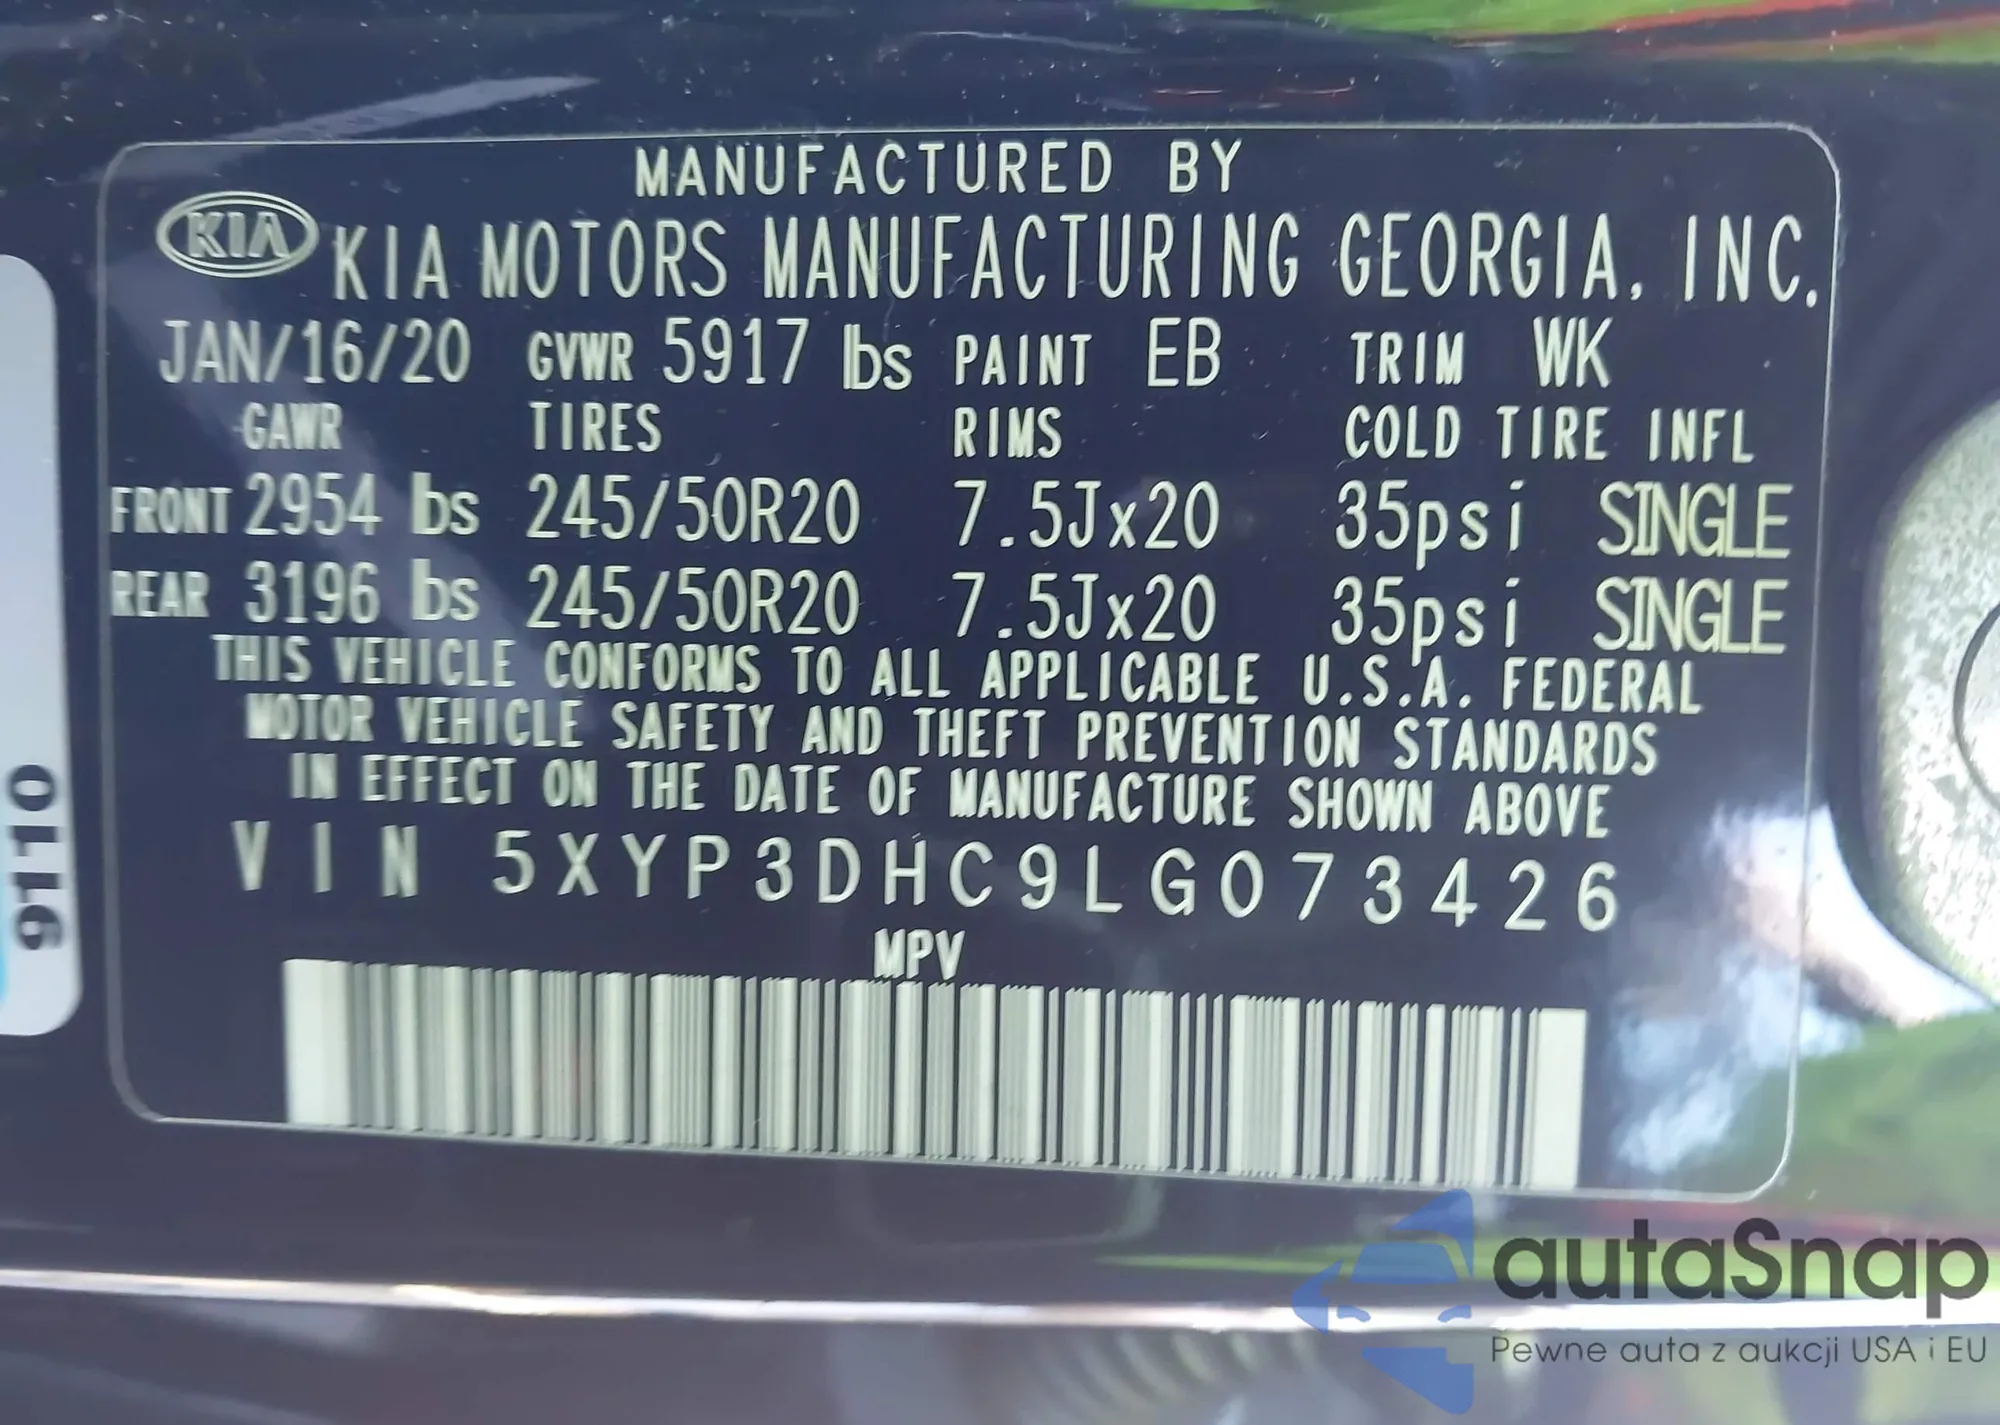 MANUFACTURED BY
KIA KIA MOTORS MANUFACTURING GEORGIA, INC.
JAN/16/20 GVWR 5917 lbs PAINT EB TRIM WK
GAWR TIRES RIMS COLD TIRE INFL
FRONT 2954 lbs 245/50R20 7.5Jx20 35psi SINGLE
REAR 3196 lbs 245/50R20 7.5Jx20 35psi SINGLE
THIS VEHICLE CONFORMS TO ALL APPLICABLE U.S.A. FEDERAL
MOTOR VEHICLE SAFETY AND THEFT PREVENTION STANDARDS
IN EFFECT ON THE DATE OF MANUFACTURE SHOWN ABOVE
VIN 5XYP3DHC9LG073426
MPV
9110
autaSnap
Pewne auta z aukcji USA i EU